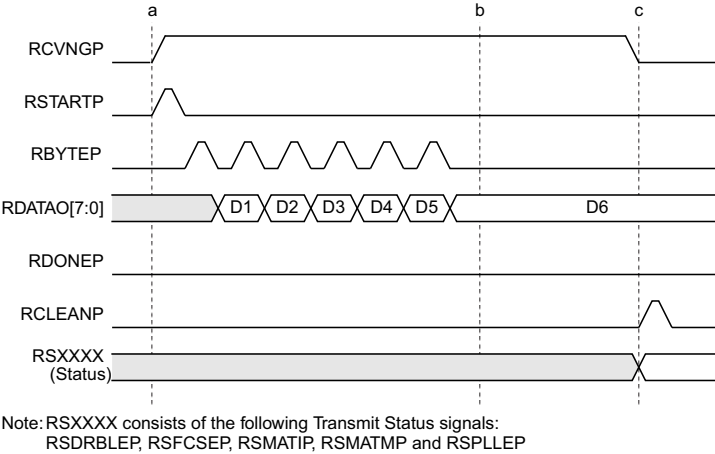 a b c
RCVNGP
RSTARTP
RBYTEP
RDATAO[7:0] D1 D2 D3 D4 D5 D6
RDONEP
RCLEANP
RSXXXX
(Status)
Note: RSXXXX consists of the following Transmit Status signals:
RSDRBLEP, RSFCSEP, RSMATIP, RSMATMP and RSPLLEP